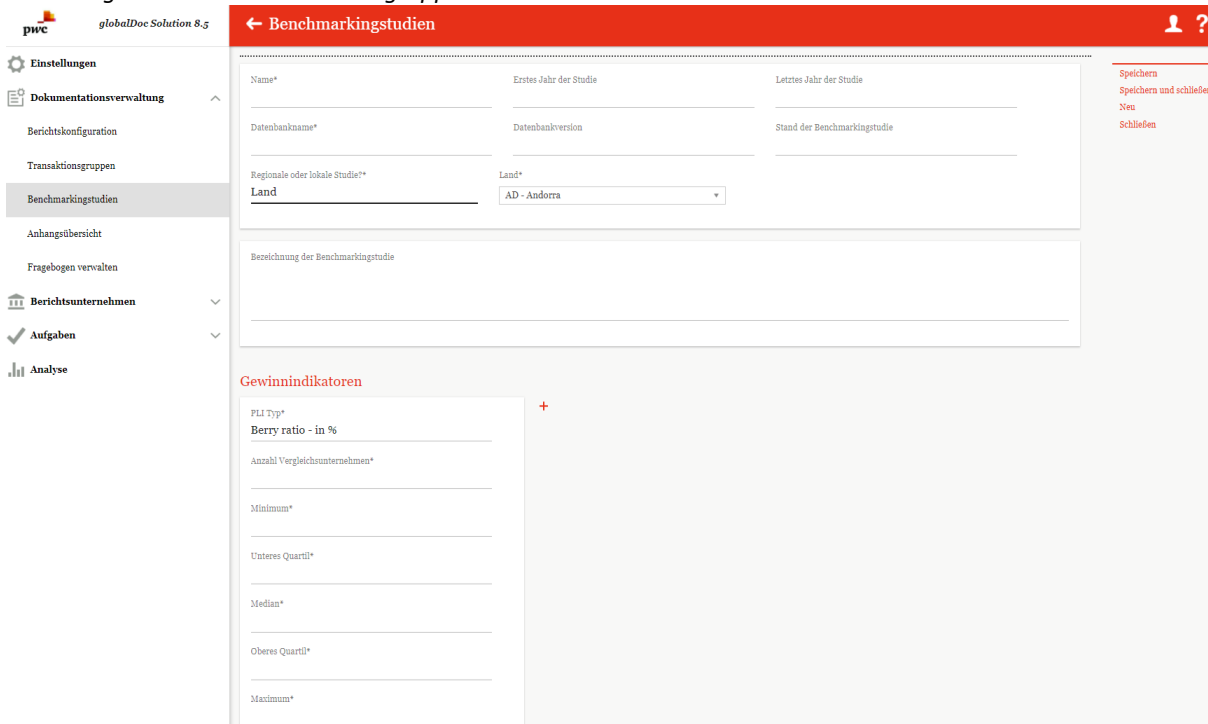 pwc
globalDoc Solution 8.5
← Benchmarkingstudien
?
Einstellungen
Dokumentationsverwaltung
Berichtskonfiguration
Transaktionsgruppen
Benchmarkingstudien
Anhangsübersicht
Fragebogen verwalten
Berichtsunternehmen
Aufgaben
Analyse
Name*
Erstes Jahr der Studie
Letztes Jahr der Studie
Datenbankname*
Datenbankversion
Stand der Benchmarkingstudie
Regionale oder lokale Studie?*
Land*
Land
AD - Andorra
Bezeichnung der Benchmarkingstudie
Gewinnindikatoren
+
PLI Typ*
Berry ratio - in %
Anzahl Vergleichsunternehmen*
Minimum*
Unteres Quartil*
Median*
Oberes Quartil*
Maximum*
Speichern
Speichern und schließen
Neu
Schließen